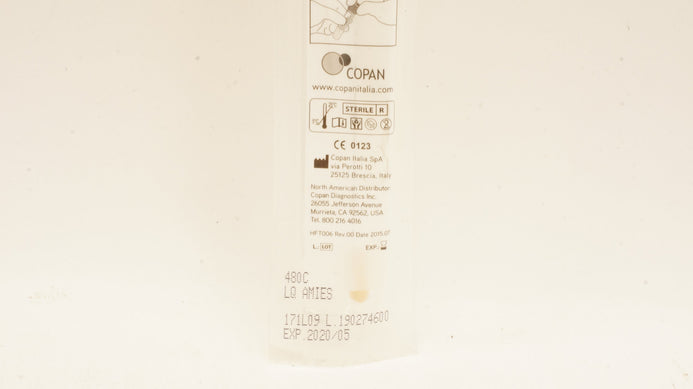 COPAN
www.copanitalia.com
STERILE R
CE 0123
Copan Italia SpA
via Perotti 10
25125 Brescia, Italy
North American Distributor:
Copan Diagnostics Inc.
26055 Jefferson Avenue
Murrieta, CA 92562, USA
Tel. 800 216 4016
HFT006 Rev.00 Date 2015.07
L.: LOT EXP.:
480C
LQ AMIES
171L09 L.190274600
EXP.2020/05